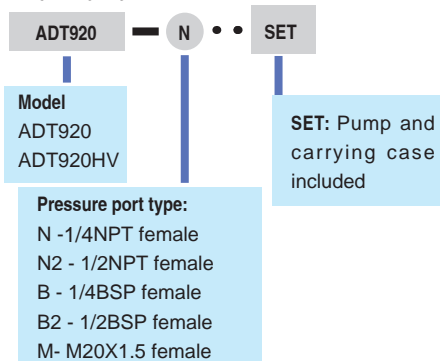 ADT920 — N • • SET
Model
ADT920
ADT920HV
SET: Pump and
carrying case
included
Pressure port type:
N -1/4NPT female
N2 - 1/2NPT female
B - 1/4BSP female
B2 - 1/2BSP female
M- M20X1.5 female